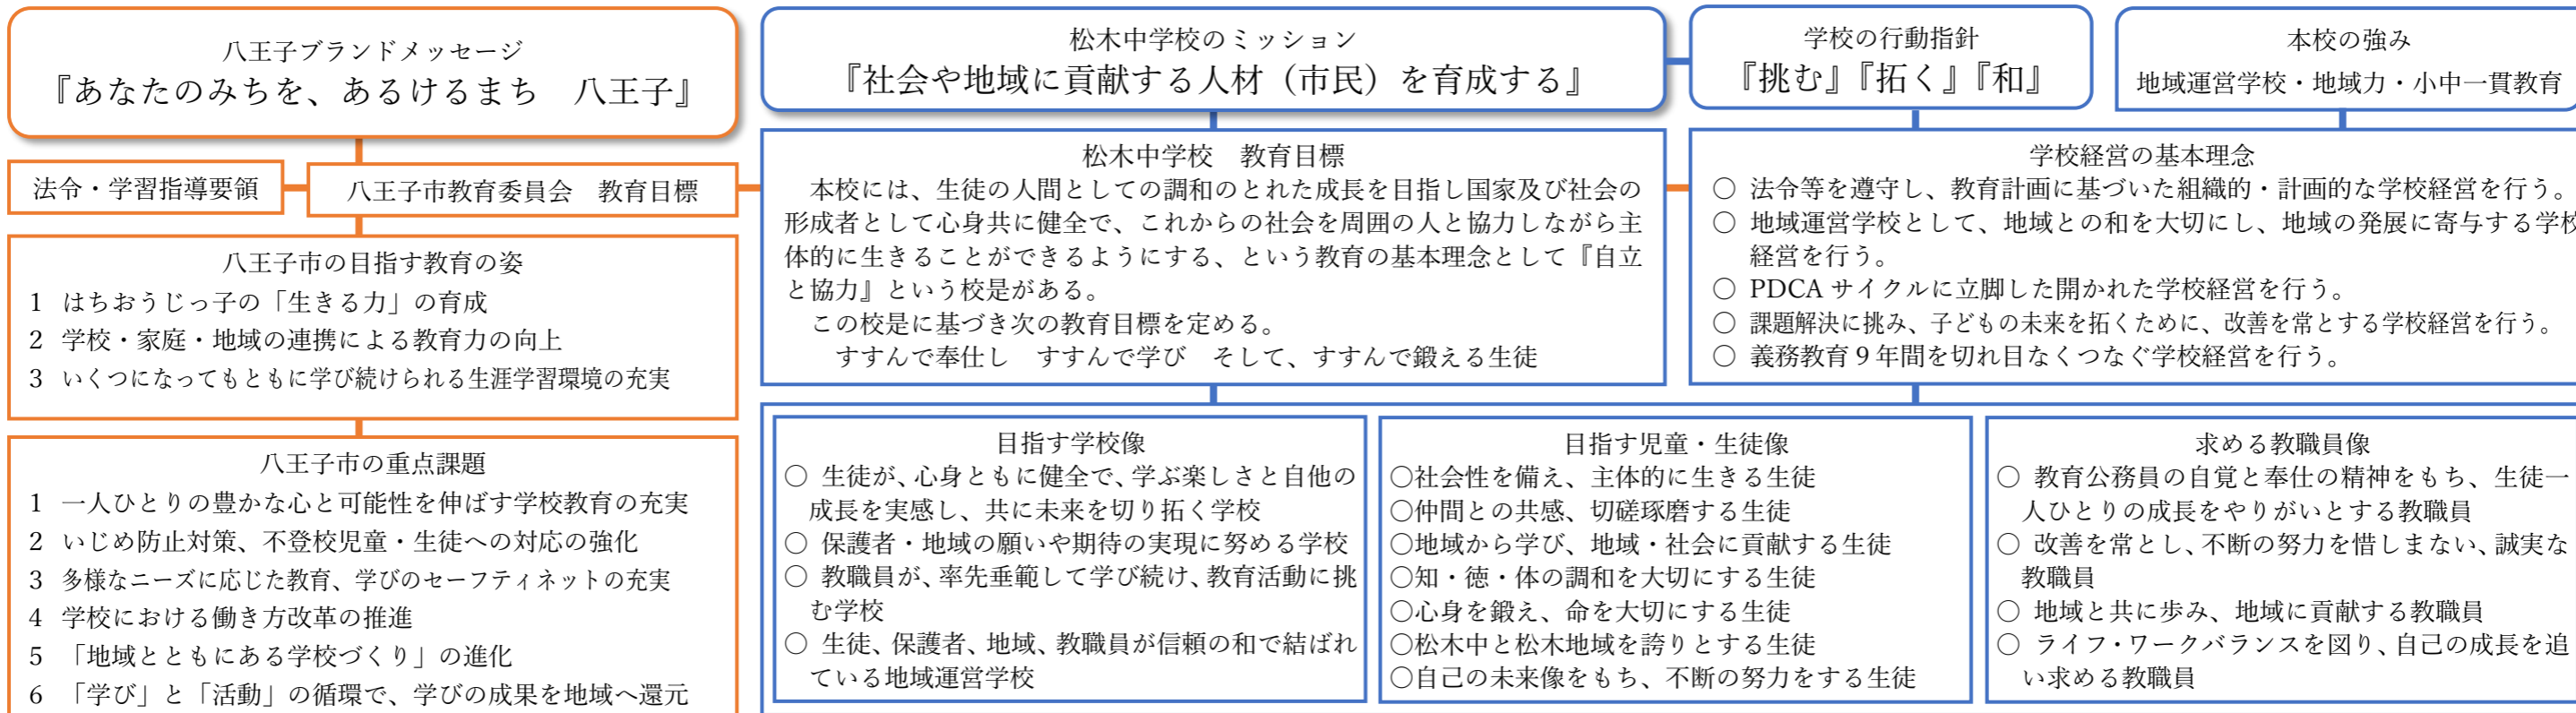 八王子ブランドメッセージ
『あなたのみちを、あるけるまち　八王子』
法令・学習指導要領
八王子市教育委員会　教育目標
八王子市の目指す教育の姿
1 はちおうじっ子の「生きる力」の育成
2 学校・家庭・地域の連携による教育力の向上
3 いくつになってもともに学び続けられる生涯学習環境の充実
八王子市の重点課題
1 一人ひとりの豊かな心と可能性を伸ばす学校教育の充実
2 いじめ防止対策、不登校児童・生徒への対応の強化
3 多様なニーズに応じた教育、学びのセーフティネットの充実
4 学校における働き方改革の推進
5 「地域とともにある学校づくり」の進化
6 「学び」と「活動」の循環で、学びの成果を地域へ還元
松木中学校のミッション
『社会や地域に貢献する人材（市民）を育成する』
学校の行動指針
『挑む』『拓く』『和』
本校の強み
地域運営学校・地域力・小中一貫教育
松木中学校　教育目標
本校には、生徒の人間としての調和のとれた成長を目指し国家及び社会の
形成者として心身共に健全で、これからの社会を周囲の人と協力しながら主
体的に生きることができるようにする、という教育の基本理念として『自立
と協力』という校是がある。
この校是に基づき次の教育目標を定める。
すすんで奉仕し　すすんで学び　そして、すすんで鍛える生徒
学校経営の基本理念
○ 法令等を遵守し、教育計画に基づいた組織的・計画的な学校経営を行う。
○ 地域運営学校として、地域との和を大切にし、地域の発展に寄与する学校
経営を行う。
○ PDCA サイクルに立脚した開かれた学校経営を行う。
○ 課題解決に挑み、子どもの未来を拓くために、改善を常とする学校経営を行う。
○ 義務教育９年間を切れ目なくつなぐ学校経営を行う。
目指す学校像
○ 生徒が、心身ともに健全で、学ぶ楽しさと自他の
成長を実感し、共に未来を切り拓く学校
○ 保護者・地域の願いや期待の実現に努める学校
○ 教職員が、率先垂範して学び続け、教育活動に挑
む学校
○ 生徒、保護者、地域、教職員が信頼の和で結ばれ
ている地域運営学校
目指す児童・生徒像
○社会性を備え、主体的に生きる生徒
○仲間との共感、切磋琢磨する生徒
○地域から学び、地域・社会に貢献する生徒
○知・徳・体の調和を大切にする生徒
○心身を鍛え、命を大切にする生徒
○松木中と松木地域を誇りとする生徒
○自己の未来像をもち、不断の努力をする生徒
求める教職員像
○ 教育公務員の自覚と奉仕の精神をもち、生徒一
人ひとりの成長をやりがいとする教職員
○ 改善を常とし、不断の努力を惜しまない、誠実な
教職員
○ 地域と共に歩み、地域に貢献する教職員
○ ライフ・ワークバランスを図り、自己の成長を追
い求める教職員